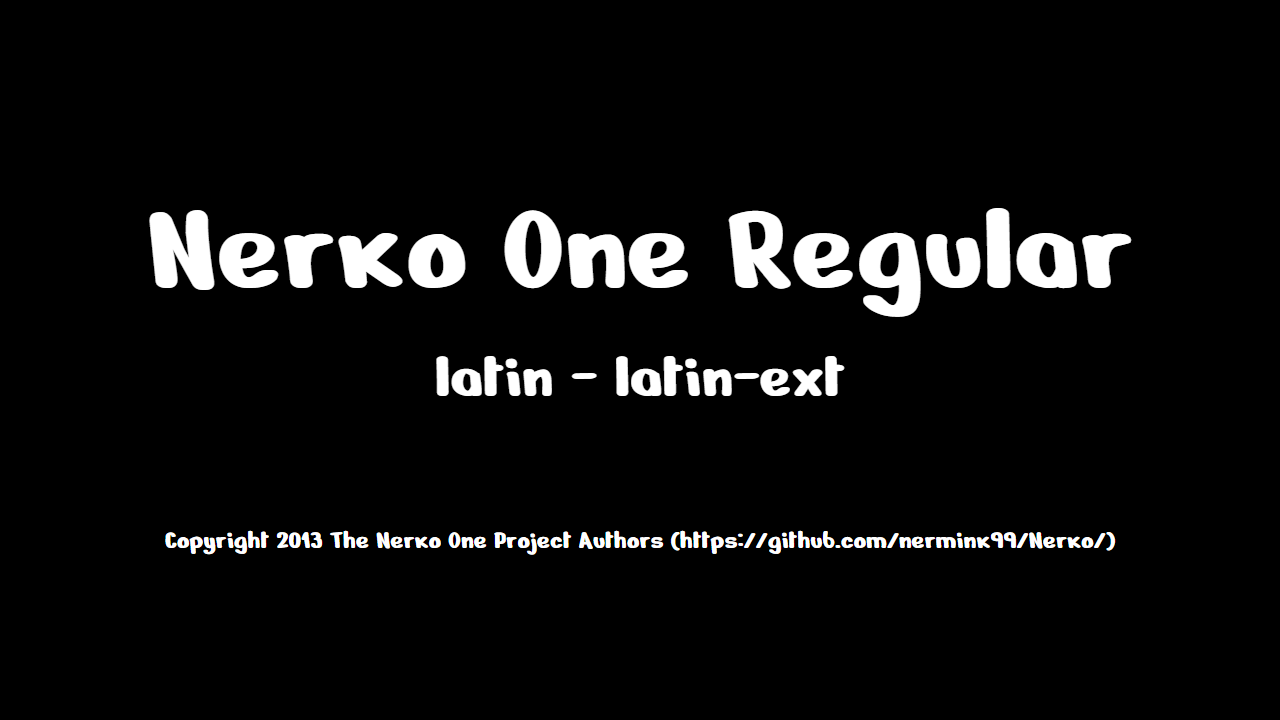 Nerko One Regular
latin - latin-ext
Copyright 2013 The Nerko One Project Authors (https://github.com/nermink99/Nerko/)